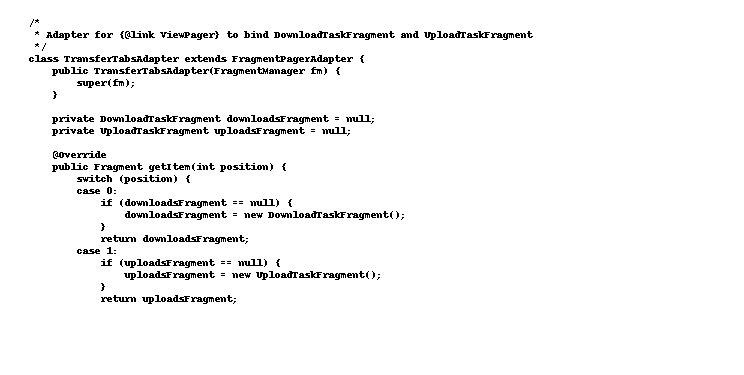 /*
 * Adapter for {@link ViewPager} to bind DownloadTaskFragment and UploadTaskFragment
 */
class TransferTabsAdapter extends FragmentPagerAdapter {
    public TransferTabsAdapter(FragmentManager fm) {
        super(fm);
    }

    private DownloadTaskFragment downloadsFragment = null;
    private UploadTaskFragment uploadsFragment = null;

    @Override
    public Fragment getItem(int position) {
        switch (position) {
        case 0:
            if (downloadsFragment == null) {
                downloadsFragment = new DownloadTaskFragment();
            }
            return downloadsFragment;
        case 1:
            if (uploadsFragment == null) {
                uploadsFragment = new UploadTaskFragment();
            }
            return uploadsFragment;